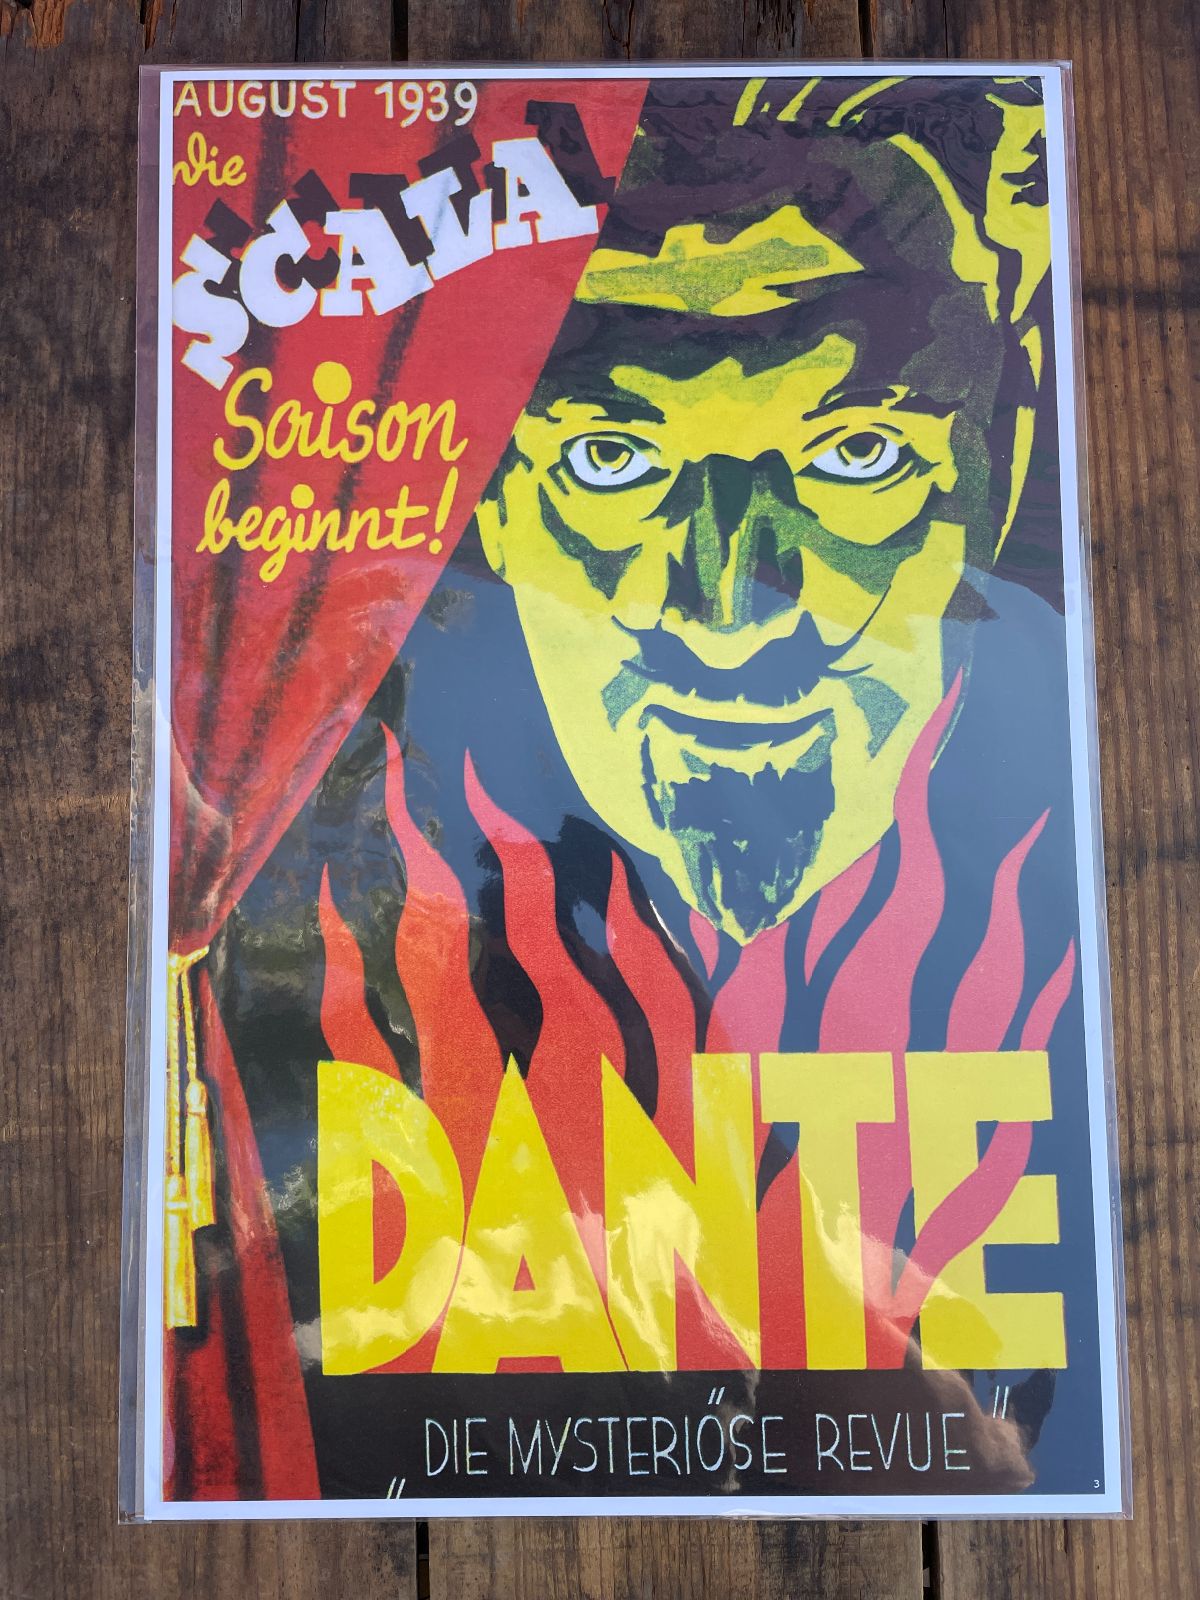 AUGUST 1939
die
SCALA
Saison
beginnt!
DANTE
„DIE MYSTERIÖSE REVUE”
3